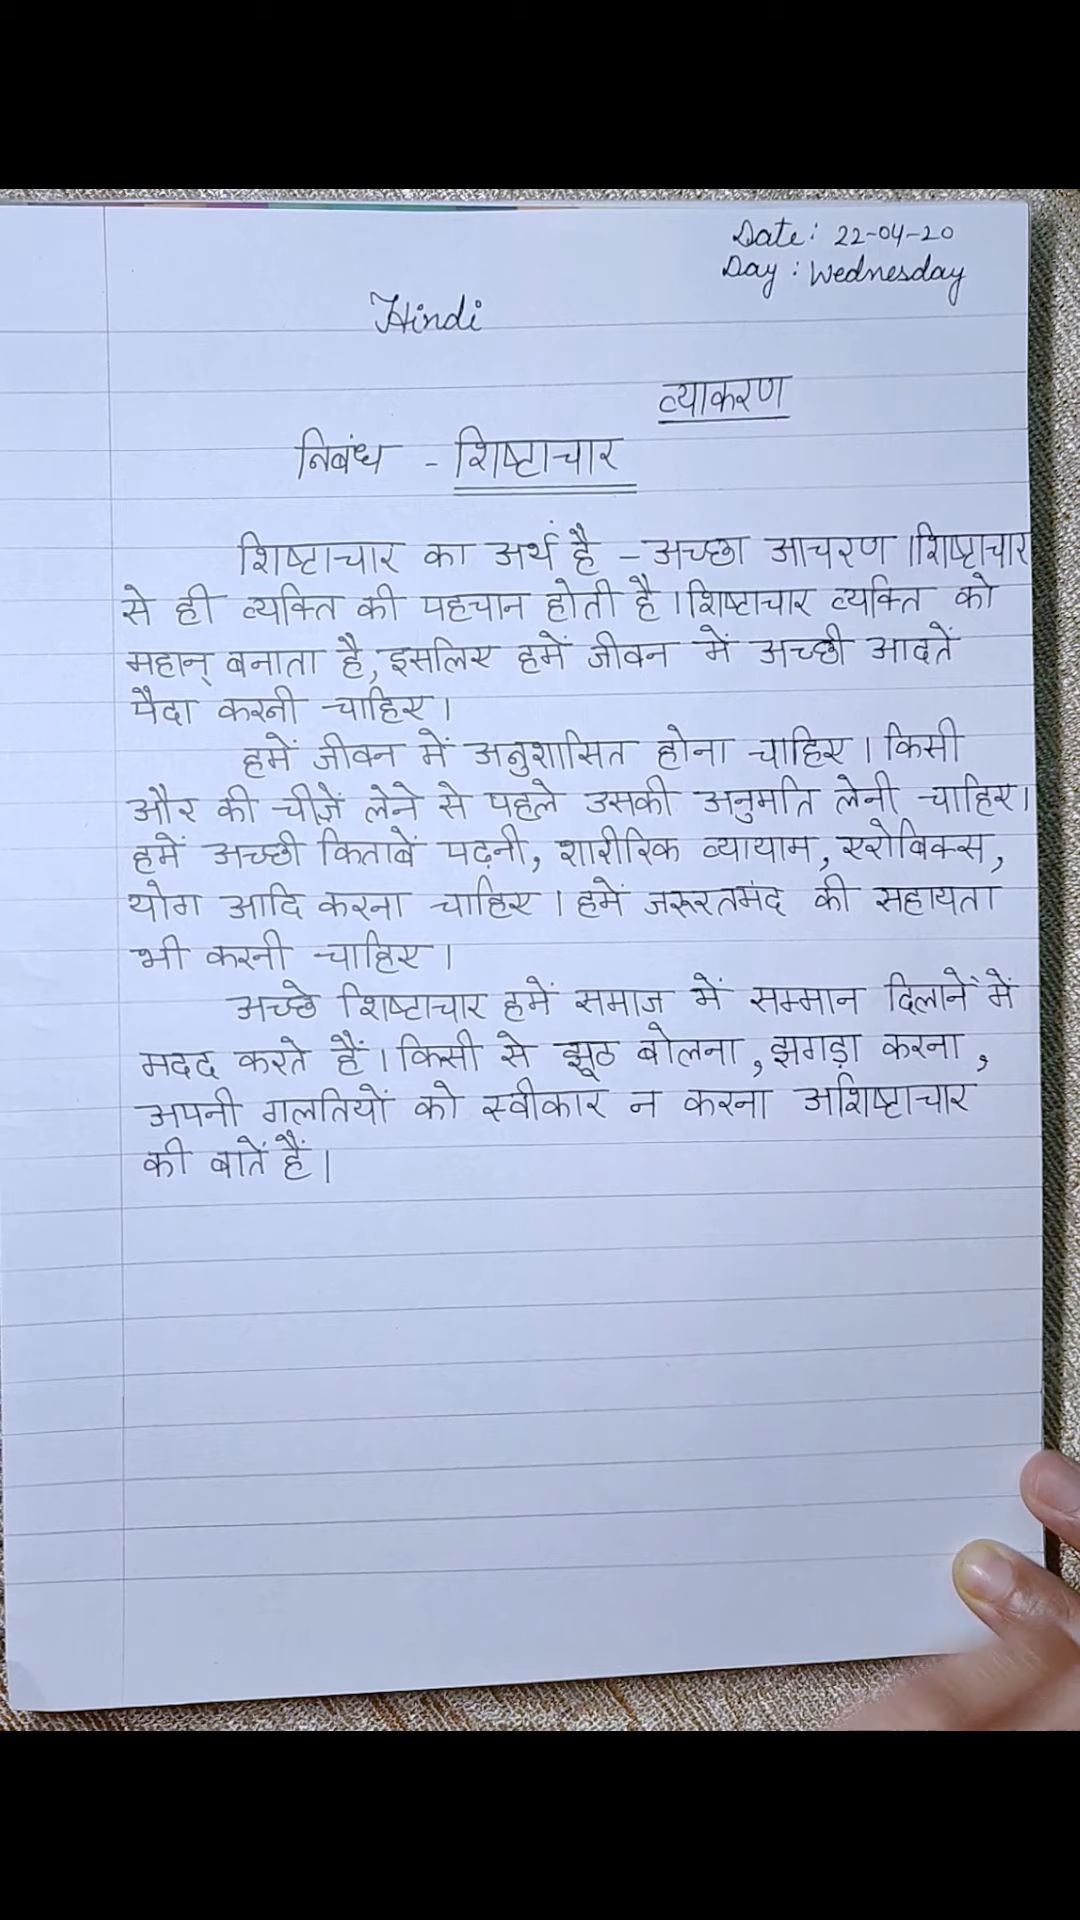 Date: 22-04-20
Day : Wednesday
Hindi
व्याकरण
निबंध - शिष्टाचार
शिष्टाचार का अर्थ है - अच्छा आचरण । शिष्टाचार
से ही व्यक्ति की पहचान होती है । शिष्टाचार व्यक्ति को
महान् बनाता है, इसलिए हमें जीवन में अच्छी आदतें
पैदा करनी चाहिए ।
हमें जीवन में अनुशासित होना चाहिए । किसी
और की चीज़ें लेने से पहले उसकी अनुमति लेनी चाहिए ।
हमें अच्छी किताबें पढ़नी, शारीरिक व्यायाम, एरोबिक्स,
योग आदि करना चाहिए । हमें जरूरतमंद की सहायता
भी करनी चाहिए ।
अच्छे शिष्टाचार हमें समाज में सम्मान दिलानें में
मदद करते हैं । किसी से झूठ बोलना, झगड़ा करना,
अपनी गलतियों को स्वीकार न करना अशिष्टाचार
की बातें हैं ।